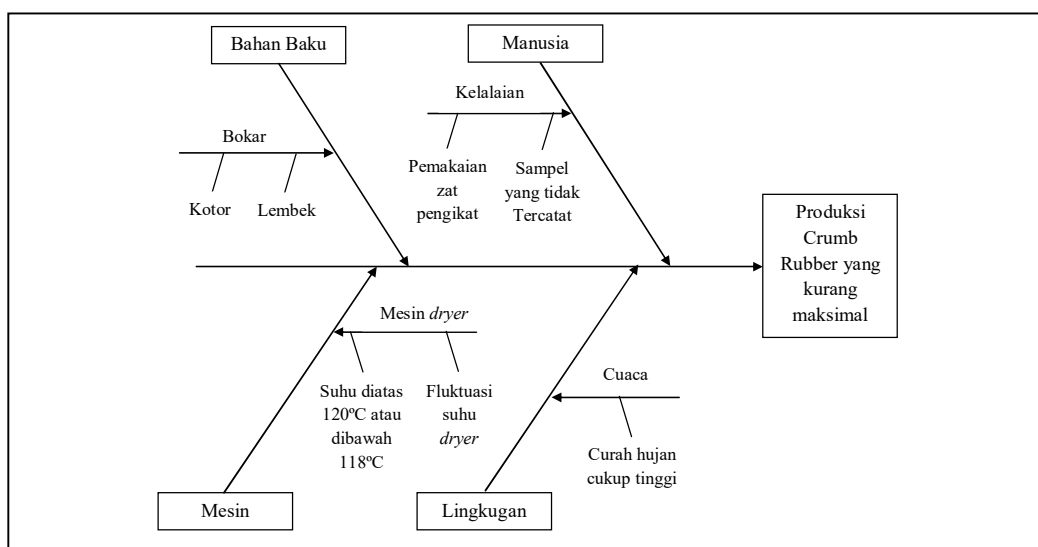 Bahan Baku
Manusia
Kelalaian
Bokar
Pemakaian
zat
pengikat
Sampel
yang tidak
Tercatat
Kotor
Lembek
Produksi
Crumb
Rubber yang
kurang
maksimal
Mesin dryer
Suhu diatas
120ºC atau
dibawah
118ºC
Fluktuasi
suhu
dryer
Cuaca
Curah hujan
cukup tinggi
Mesin
Lingkugan